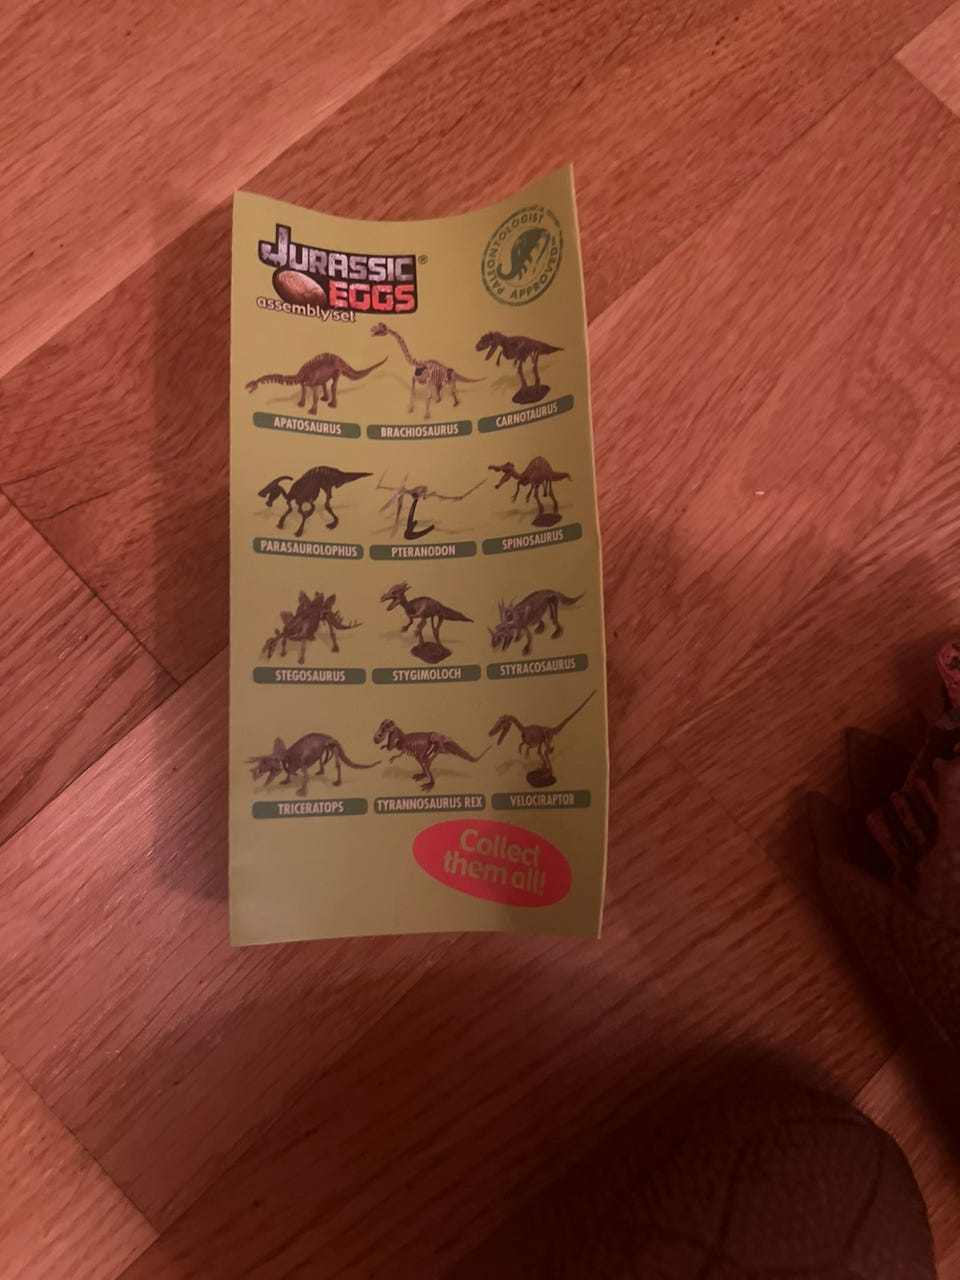 JURASSIC®
EGGS
assembly set
PALEONTOLOGIST APPROVED™
APATOSAURUS
BRACHIOSAURUS
CARNOTAURUS
PARASAUROLOPHUS
PTERANODON
SPINOSAURUS
STEGOSAURUS
STYGIMOLOCH
STYRACOSAURUS
TRICERATOPS
TYRANNOSAURUS REX
VELOCIRAPTOR
Collect
them all!